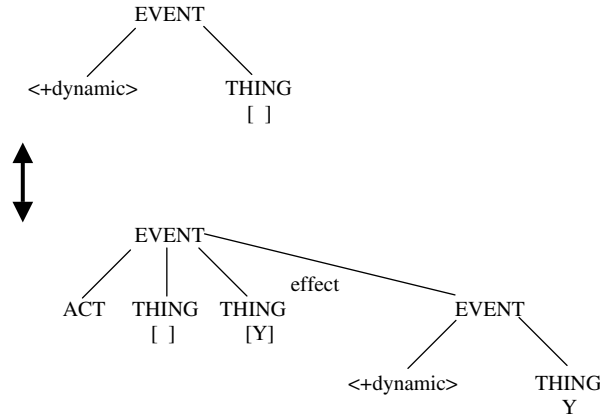 EVENT
<+dynamic> THING
[ ]
EVENT
effect
ACT THING THING EVENT
[ ] [Y]
<+dynamic> THING
Y